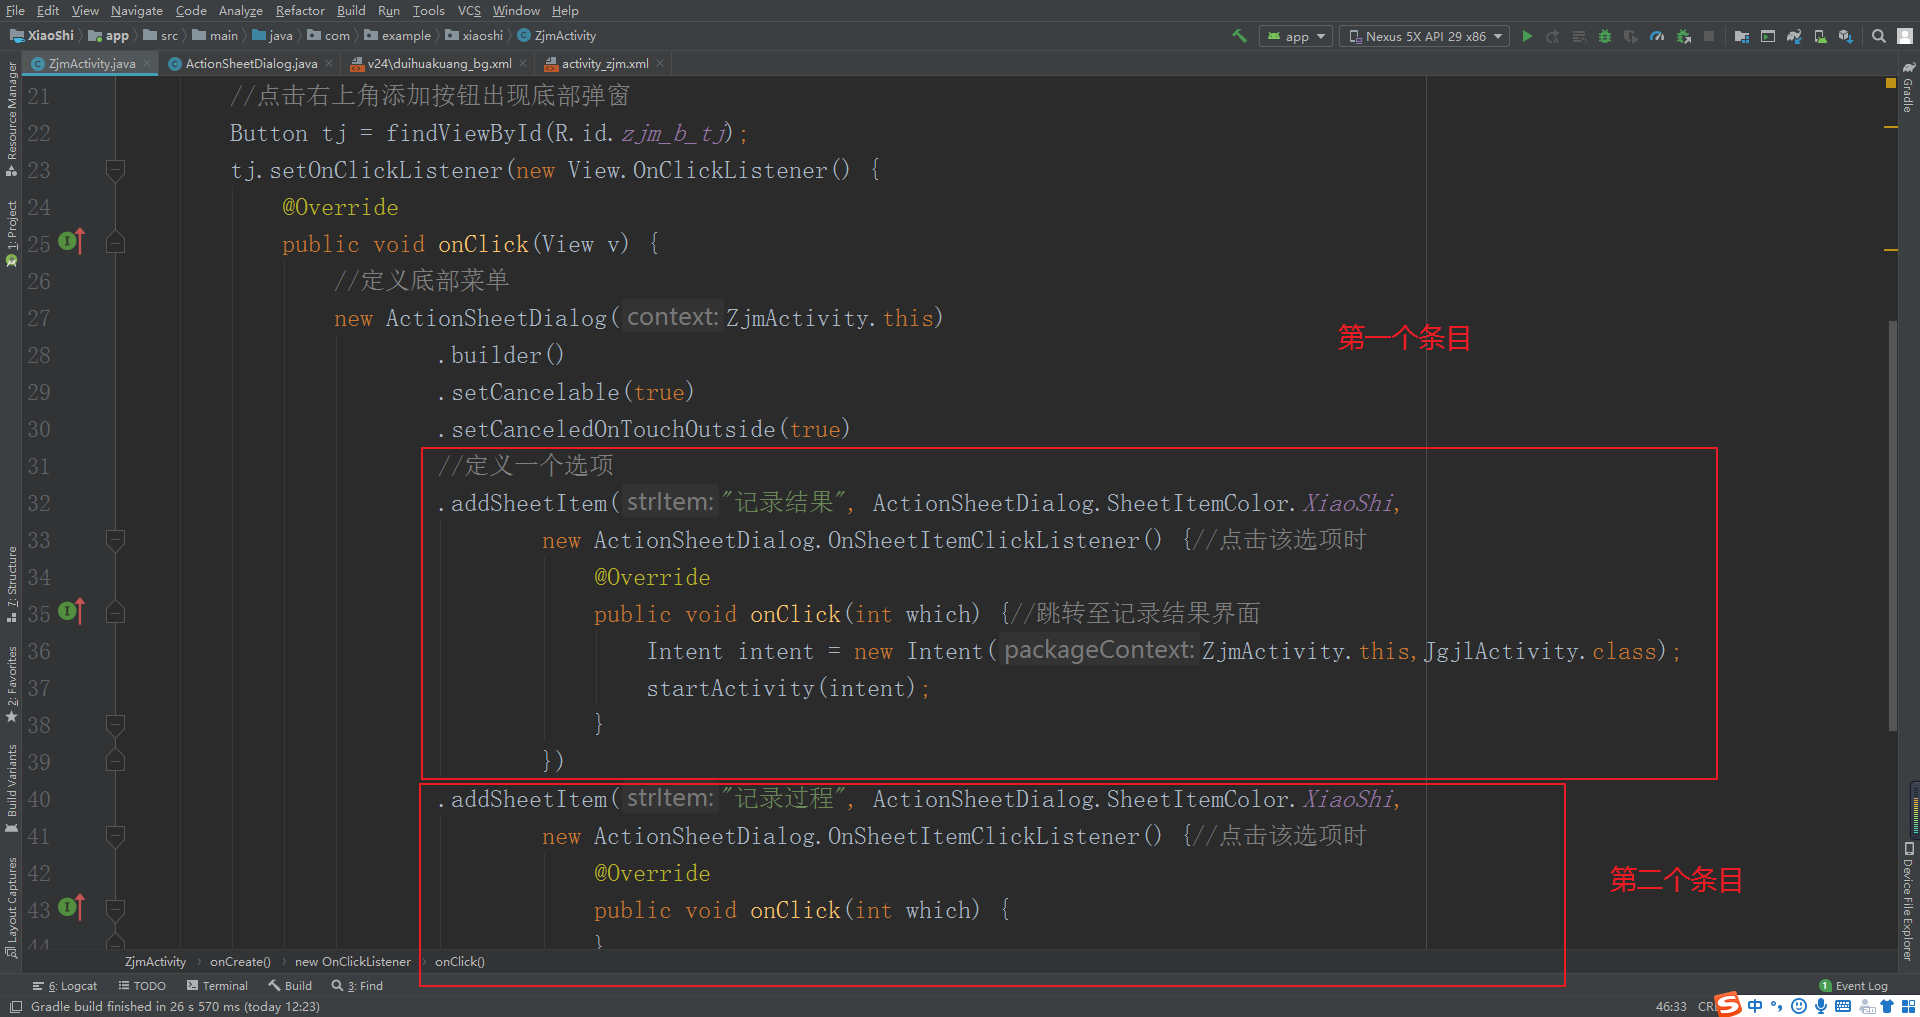 File Edit View Navigate Code Analyze Refactor Build Run Tools VCS Window Help
XiaoShi app src main java com example xiaoshi ZjmActivity
app Nexus 5X API 29 x86
ZjmActivity.java ActionSheetDialog.java v24\duihuakuang_bg.xml activity_zjm.xml
21 //点击右上角添加按钮出现底部弹窗
22 Button tj = findViewById(R.id.zjm_b_tj);
23 tj.setOnClickListener(new View.OnClickListener() {
24 @Override
25 public void onClick(View v) {
26 //定义底部菜单
27 new ActionSheetDialog( context: ZjmActivity.this)
第一个条目
28 .builder()
29 .setCancelable(true)
30 .setCanceledOnTouchOutside(true)
31 //定义一个选项
32 .addSheetItem( strItem: "记录结果", ActionSheetDialog.SheetItemColor.XiaoShi,
33 new ActionSheetDialog.OnSheetItemClickListener() {//点击该选项时
34 @Override
35 public void onClick(int which) {//跳转至记录结果界面
36 Intent intent = new Intent( packageContext: ZjmActivity.this,JgjlActivity.class);
37 startActivity(intent);
38 }
39 })
40 .addSheetItem( strItem: "记录过程", ActionSheetDialog.SheetItemColor.XiaoShi,
41 new ActionSheetDialog.OnSheetItemClickListener() {//点击该选项时
42 @Override
第二个条目
43 public void onClick(int which) {
44 }
ZjmActivity onCreate() new OnClickListener onClick()
6: Logcat TODO Terminal Build 3: Find
1 Event Log
Gradle build finished in 26 s 570 ms (today 12:23)
46:33
中
Resource Manager
1: Project
7: Structure
2: Favorites
Build Variants
Layout Captures
Gradle
Device File Explorer